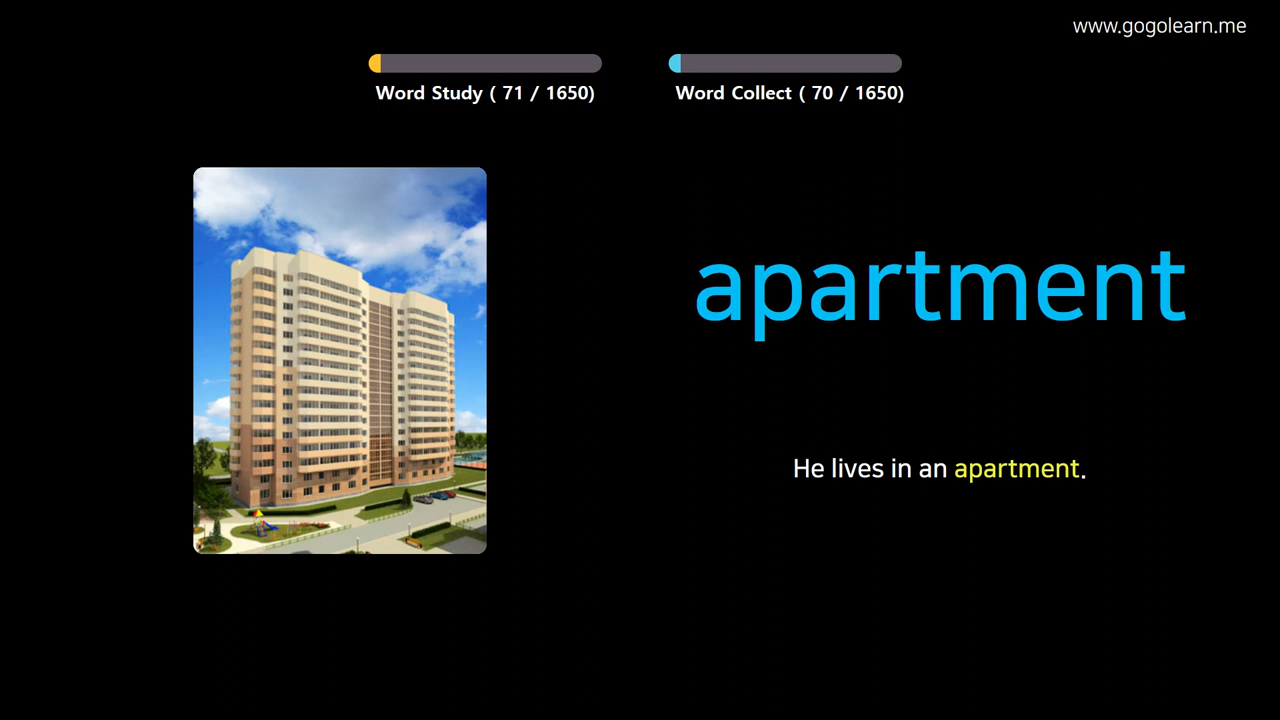 www.gogolearn.me
Word Study ( 71 / 1650)
Word Collect ( 70 / 1650)
apartment
He lives in an apartment.